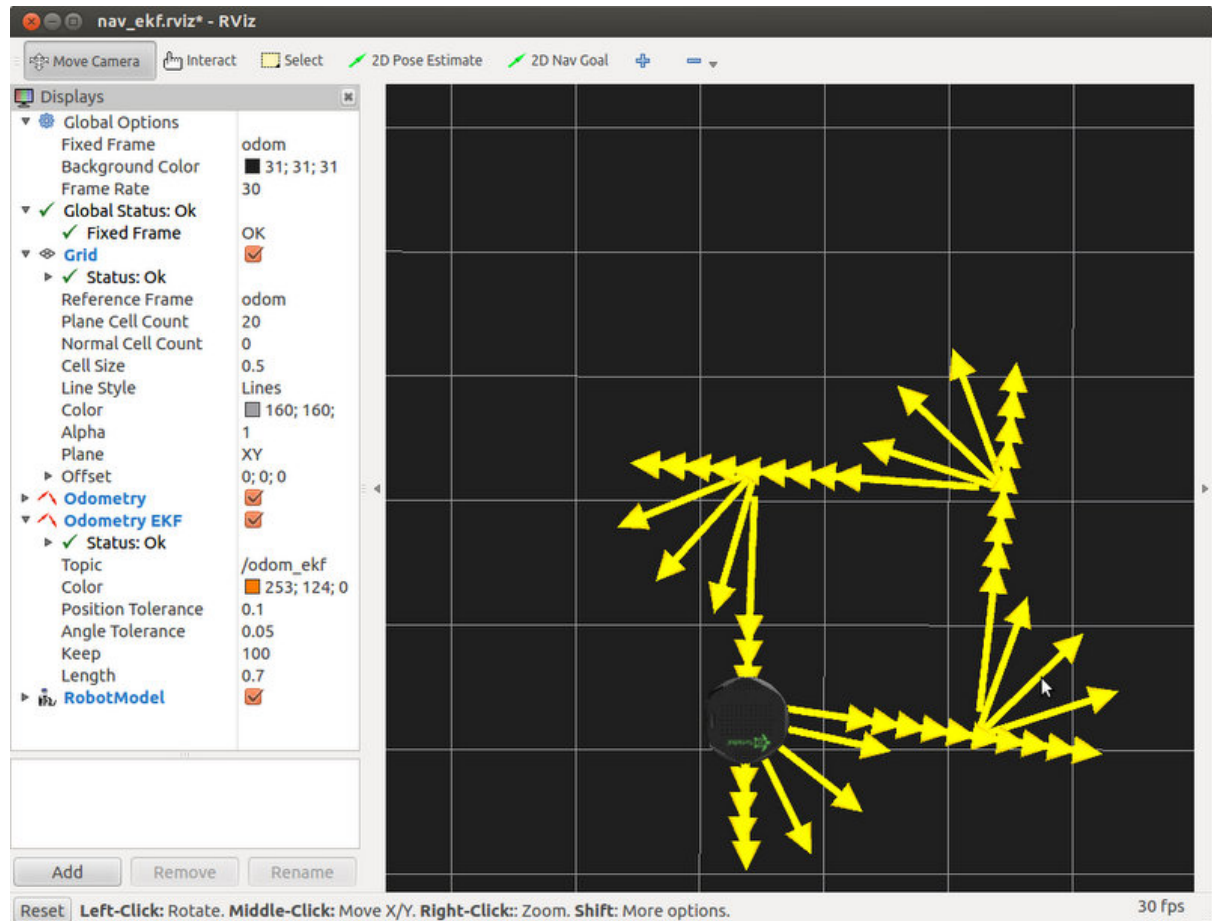 nav_ekf.rviz* - RViz
Move Camera Interact Select 2D Pose Estimate 2D Nav Goal
Displays
Global Options
Fixed Frame odom
Background Color 31; 31; 31
Frame Rate 30
Global Status: Ok
Fixed Frame OK
Grid
Status: Ok
Reference Frame odom
Plane Cell Count 20
Normal Cell Count 0
Cell Size 0.5
Line Style Lines
Color 160; 160;
Alpha 1
Plane XY
Offset 0; 0; 0
Odometry
Odometry EKF
Status: Ok
Topic /odom_ekf
Color 253; 124; 0
Position Tolerance 0.1
Angle Tolerance 0.05
Keep 100
Length 0.7
RobotModel
Add Remove Rename
Reset Left-Click: Rotate. Middle-Click: Move X/Y. Right-Click:: Zoom. Shift: More options. 30 fps